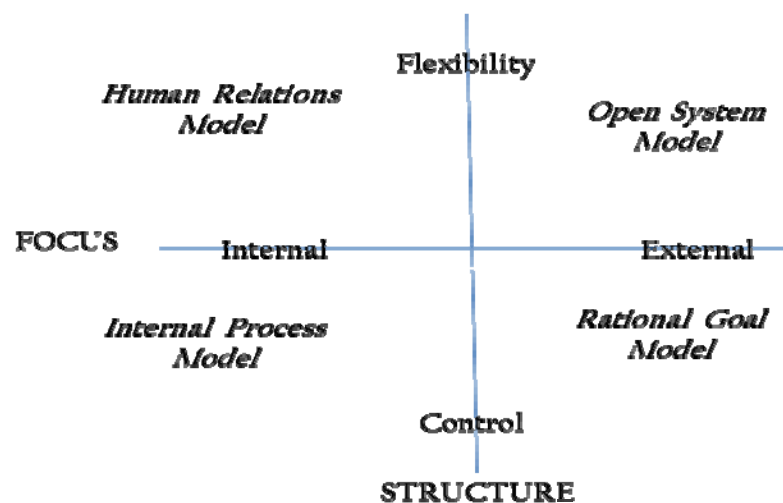 Flexibility
Human Relations
Model
Open System
Model
FOCUS
Internal
External
Internal Process
Model
Rational Goal
Model
Control
STRUCTURE